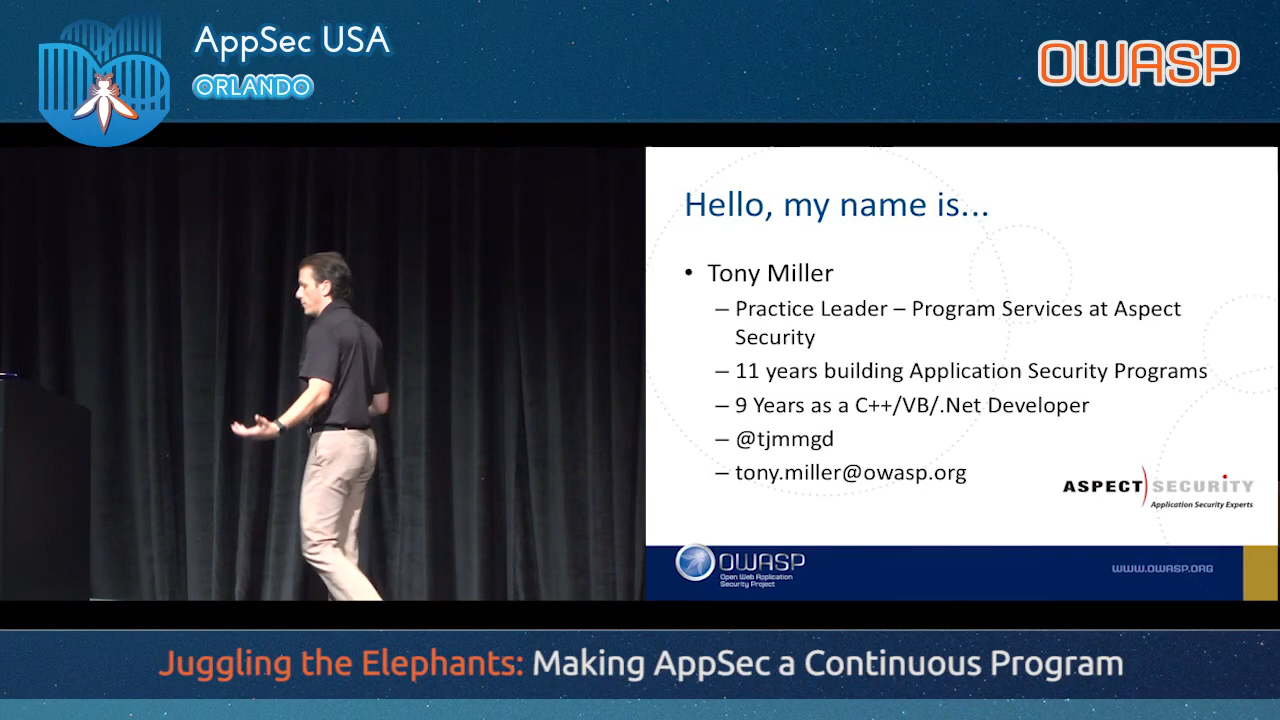 AppSec USA
ORLANDO
OWASP
Hello, my name is...
• Tony Miller
– Practice Leader – Program Services at Aspect
Security
– 11 years building Application Security Programs
– 9 Years as a C++/VB/.Net Developer
– @tjmmgd
– tony.miller@owasp.org
ASPECT SECURITY
Application Security Experts
OWASP
Open Web Application
Security Project
WWW.OWASP.ORG
Juggling the Elephants: Making AppSec a Continuous Program